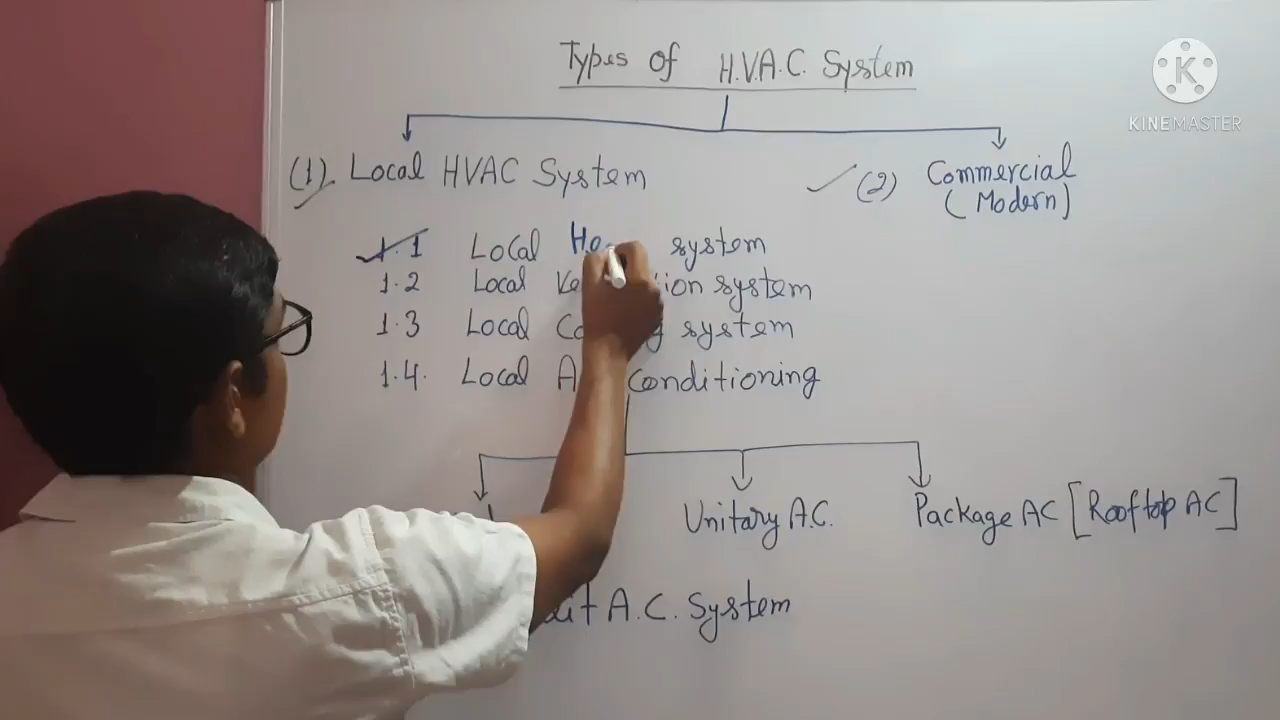 Types of H.V.A.C. System
(1). Local HVAC System
(2) Commercial
(Modern)
1.1 Local system
1.2 Local system
1.3 Local system
1.4. Local conditioning
Unitary A.C.
Package AC [Rooftop AC]
A.C. System
KINEMASTER